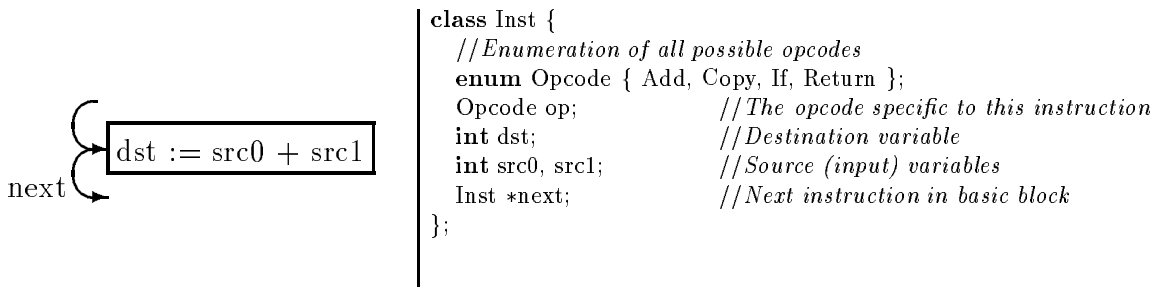 dst := src0 + src1
next
class Inst {
//Enumeration of all possible opcodes
enum Opcode { Add, Copy, If, Return };
Opcode op; //The opcode specific to this instruction
int dst; //Destination variable
int src0, src1; //Source (input) variables
Inst *next; //Next instruction in basic block
};